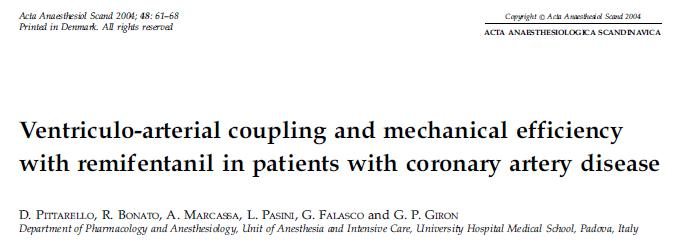 Acta Anaesthesiol Scand 2004; 48: 61–68
Printed in Denmark. All rights reserved
Copyright © Acta Anaesthesiol Scand 2004
ACTA ANAESTHESIOLOGICA SCANDINAVICA
Ventriculo-arterial coupling and mechanical efficiency
with remifentanil in patients with coronary artery disease
D. PITTARELLO, R. BONATO, A. MARCASSA, L. PASINI, G. FALASCO and G. P. GIRON
Department of Pharmacology and Anesthesiology, Unit of Anesthesia and Intensive Care, University Hospital Medical School, Padova, Italy